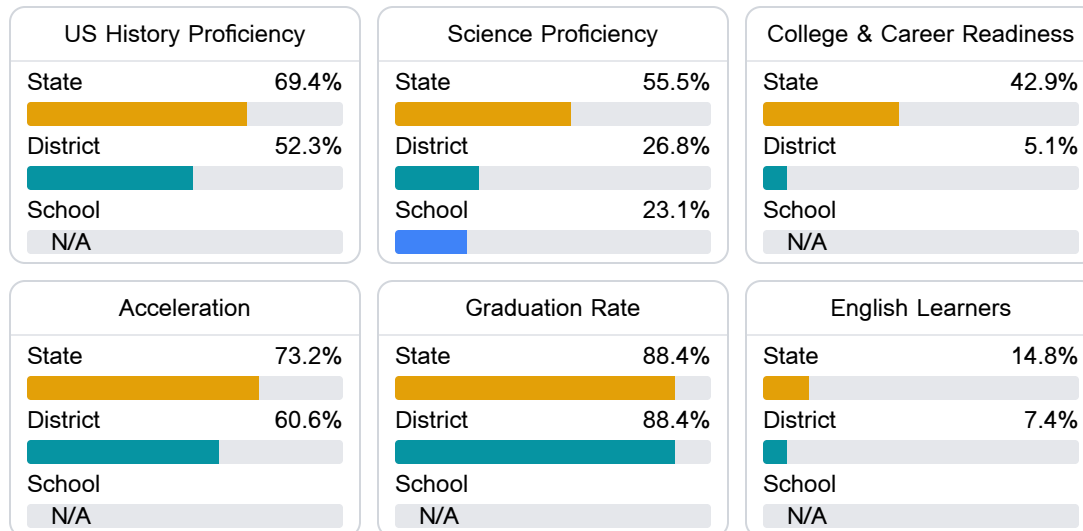 US History Proficiency
State 69.4%
District 52.3%
School
N/A
Science Proficiency
State 55.5%
District 26.8%
School 23.1%
College & Career Readiness
State 42.9%
District 5.1%
School
N/A
Acceleration
State 73.2%
District 60.6%
School
N/A
Graduation Rate
State 88.4%
District 88.4%
School
N/A
English Learners
State 14.8%
District 7.4%
School
N/A